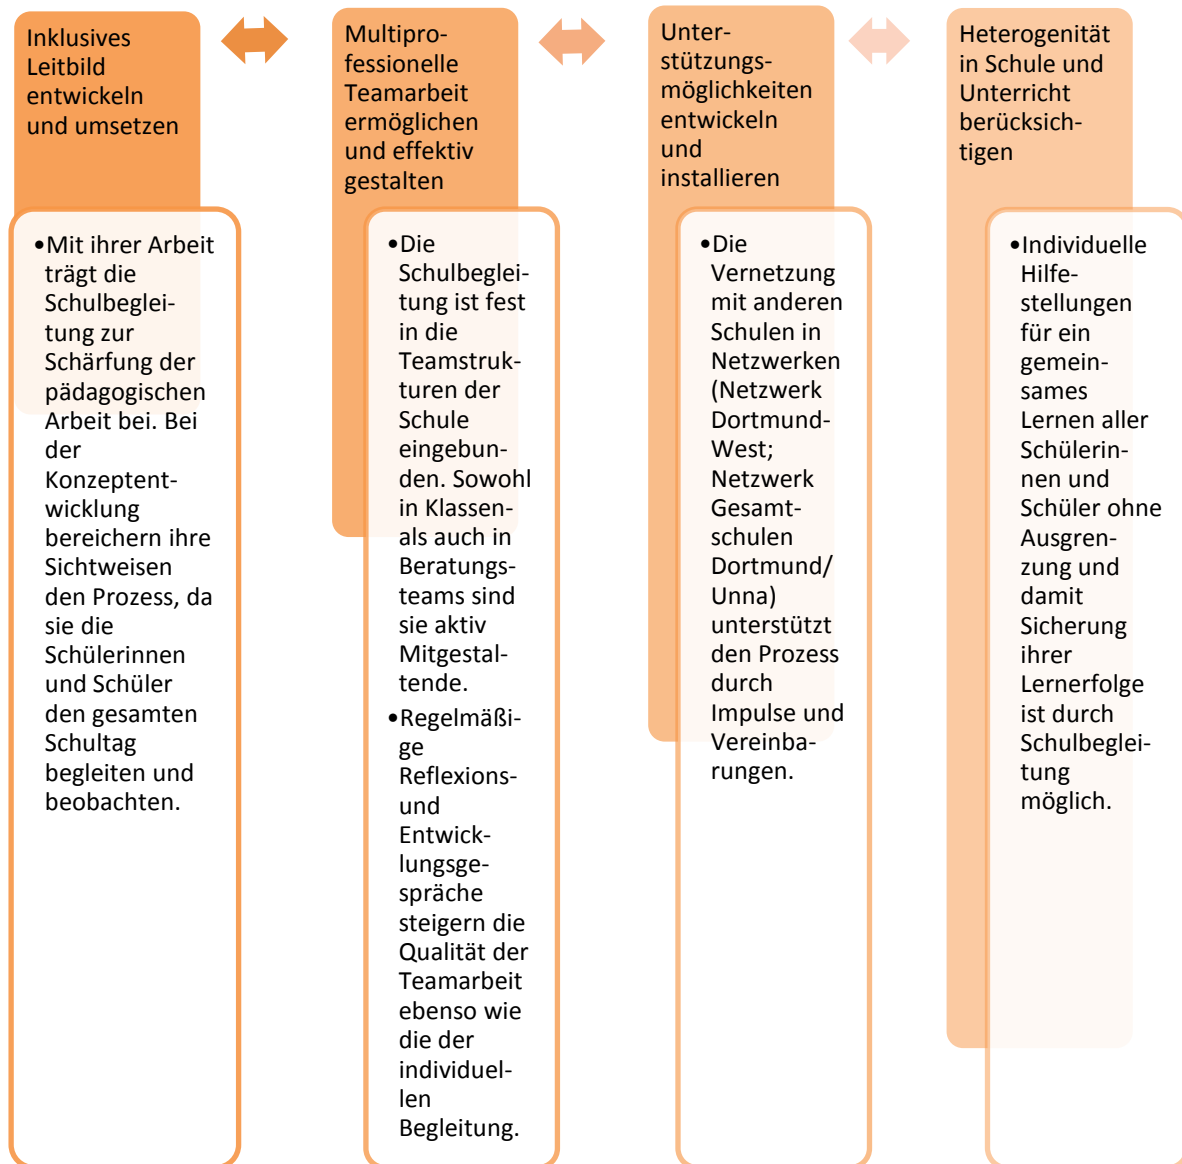 Inklusives
Leitbild
entwickeln
und umsetzen
•Mit ihrer Arbeit
trägt die
Schulbeglei-
tung zur
Schärfung der
pädagogischen
Arbeit bei. Bei
der
Konzeptent-
wicklung
bereichern ihre
Sichtweisen
den Prozess, da
sie die
Schülerinnen
und Schüler
den gesamten
Schultag
begleiten und
beobachten.
Multipro-
fessionelle
Teamarbeit
ermöglichen
und effektiv
gestalten
•Die
Schulbeglei-
tung ist fest
in die
Teamstruk-
turen der
Schule
eingebun-
den. Sowohl
in Klassen-
als auch in
Beratungs-
teams sind
sie aktiv
Mitgestal-
tende.
•Regelmäßi-
ge
Reflexions-
und
Entwick-
lungsge-
spräche
steigern die
Qualität der
Teamarbeit
ebenso wie
die der
individuel-
len
Begleitung.
Unter-
stützungs-
möglichkeiten
entwickeln
und
installieren
•Die
Vernetzung
mit anderen
Schulen in
Netzwerken
(Netzwerk
Dortmund-
West;
Netzwerk
Gesamt-
schulen
Dortmund/
Unna)
unterstützt
den Prozess
durch
Impulse und
Vereinba-
rungen.
Heterogenität
in Schule und
Unterricht
berücksich-
tigen
•Individuelle
Hilfe-
stellungen
für ein
gemein-
sames
Lernen aller
Schülerin-
nen und
Schüler ohne
Ausgren-
zung und
damit
Sicherung
ihrer
Lernerfolge
ist durch
Schulbeglei-
tung
möglich.